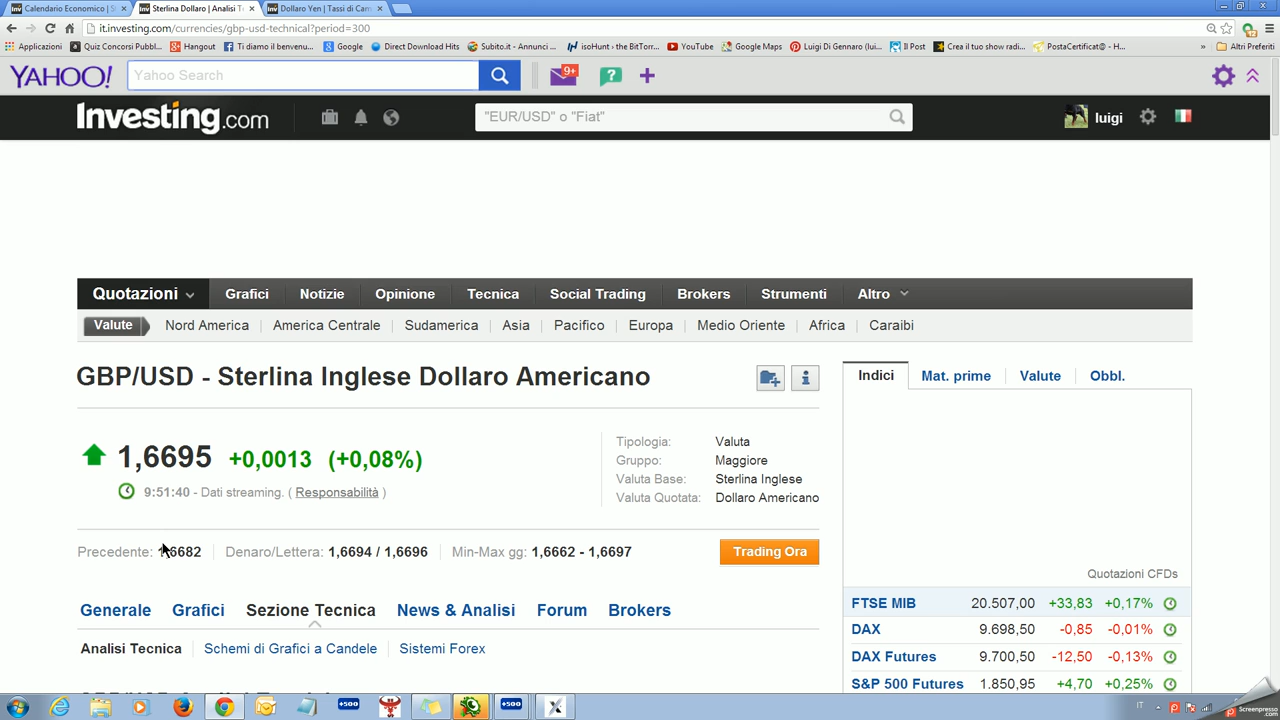 Calendario Economico | S
Sterlina Dollaro | Analisi T
Dollaro Yen | Tassi di Cam
it.investing.com/currencies/gbp-usd-technical?period=300
Applicazioni
Quiz Concorsi Pubbl...
Hangout
Ti diamo il benvenu...
Google
Direct Download Hits
Subito.it - Annunci ...
isoHunt › the BitTorr...
YouTube
Google Maps
Luigi Di Gennaro (lui...
Il Post
Crea il tuo show radi...
PostaCertificat@ - H...
»
Altri Preferiti
YAHOO!
Yahoo Search
9+
Investing.com
"EUR/USD" o "Fiat"
luigi
Quotazioni
Grafici
Notizie
Opinione
Tecnica
Social Trading
Brokers
Strumenti
Altro
Valute
Nord America
America Centrale
Sudamerica
Asia
Pacifico
Europa
Medio Oriente
Africa
Caraibi
GBP/USD - Sterlina Inglese Dollaro Americano
Indici
Mat. prime
Valute
Obbl.
1,6695 +0,0013 (+0,08%)
9:51:40 - Dati streaming. ( Responsabilità )
Tipologia: Valuta
Gruppo: Maggiore
Valuta Base: Sterlina Inglese
Valuta Quotata: Dollaro Americano
Precedente: 1,6682
Denaro/Lettera: 1,6694 / 1,6696
Min-Max gg: 1,6662 - 1,6697
Trading Ora
Quotazioni CFDs
FTSE MIB 20.507,00 +33,83 +0,17%
DAX 9.698,50 -0,85 -0,01%
DAX Futures 9.700,50 -12,50 -0,13%
S&P 500 Futures 1.850,95 +4,70 +0,25%
Generale
Grafici
Sezione Tecnica
News & Analisi
Forum
Brokers
Analisi Tecnica
Schemi di Grafici a Candele
Sistemi Forex
+500
+500
IT
Screenpresso